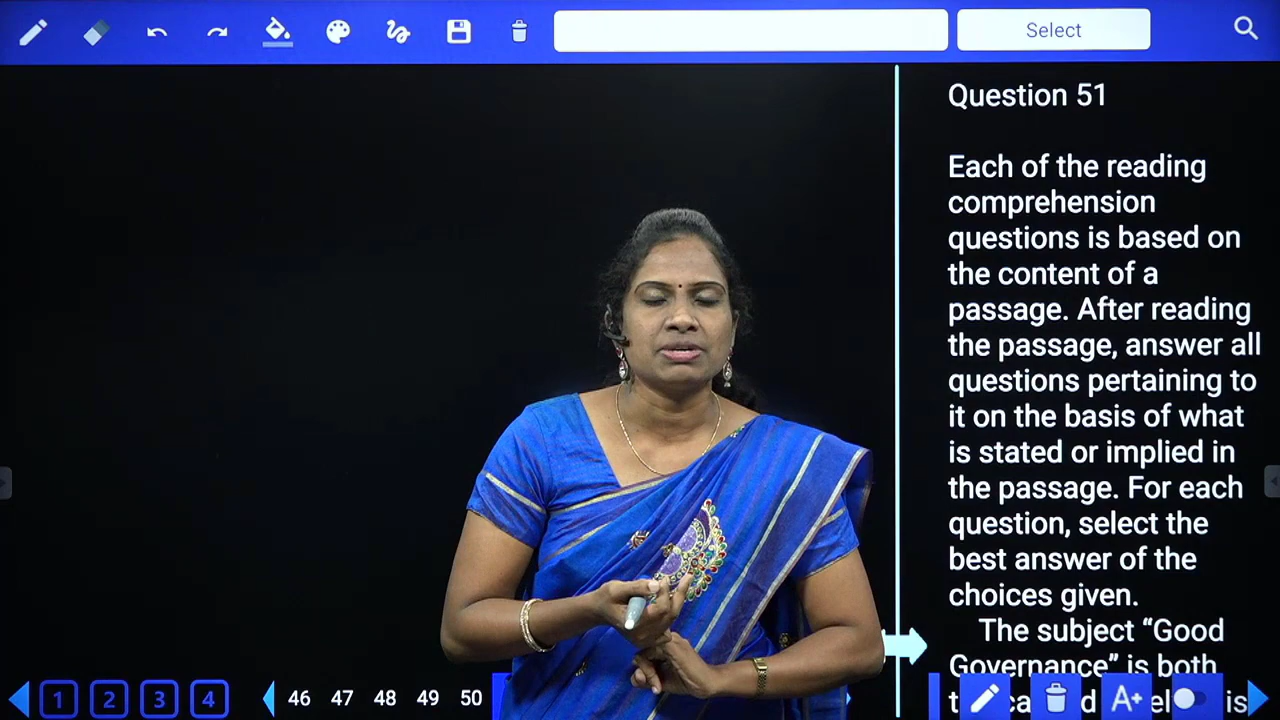 Select
Question 51
Each of the reading
comprehension
questions is based on
the content of a
passage. After reading
the passage, answer all
questions pertaining to
it on the basis of what
is stated or implied in
the passage. For each
question, select the
best answer of the
choices given.
The subject “Good
Governance” is both
1 2 3 4
46 47 48 49 50
A+
is